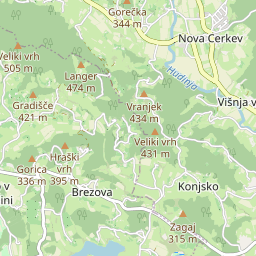 Gorečka
344 m
Nova Cerkev
Veliki vrh
505 m
Langer
474 m
Hudinja
Gradišče
421 m
Vranjek
434 m
Višnja v
Veliki vrh
431 m
Hraški
vrh
395 m
Gorica
336 m
v
ini
Brezova
Konjsko
Zagaj
315 m